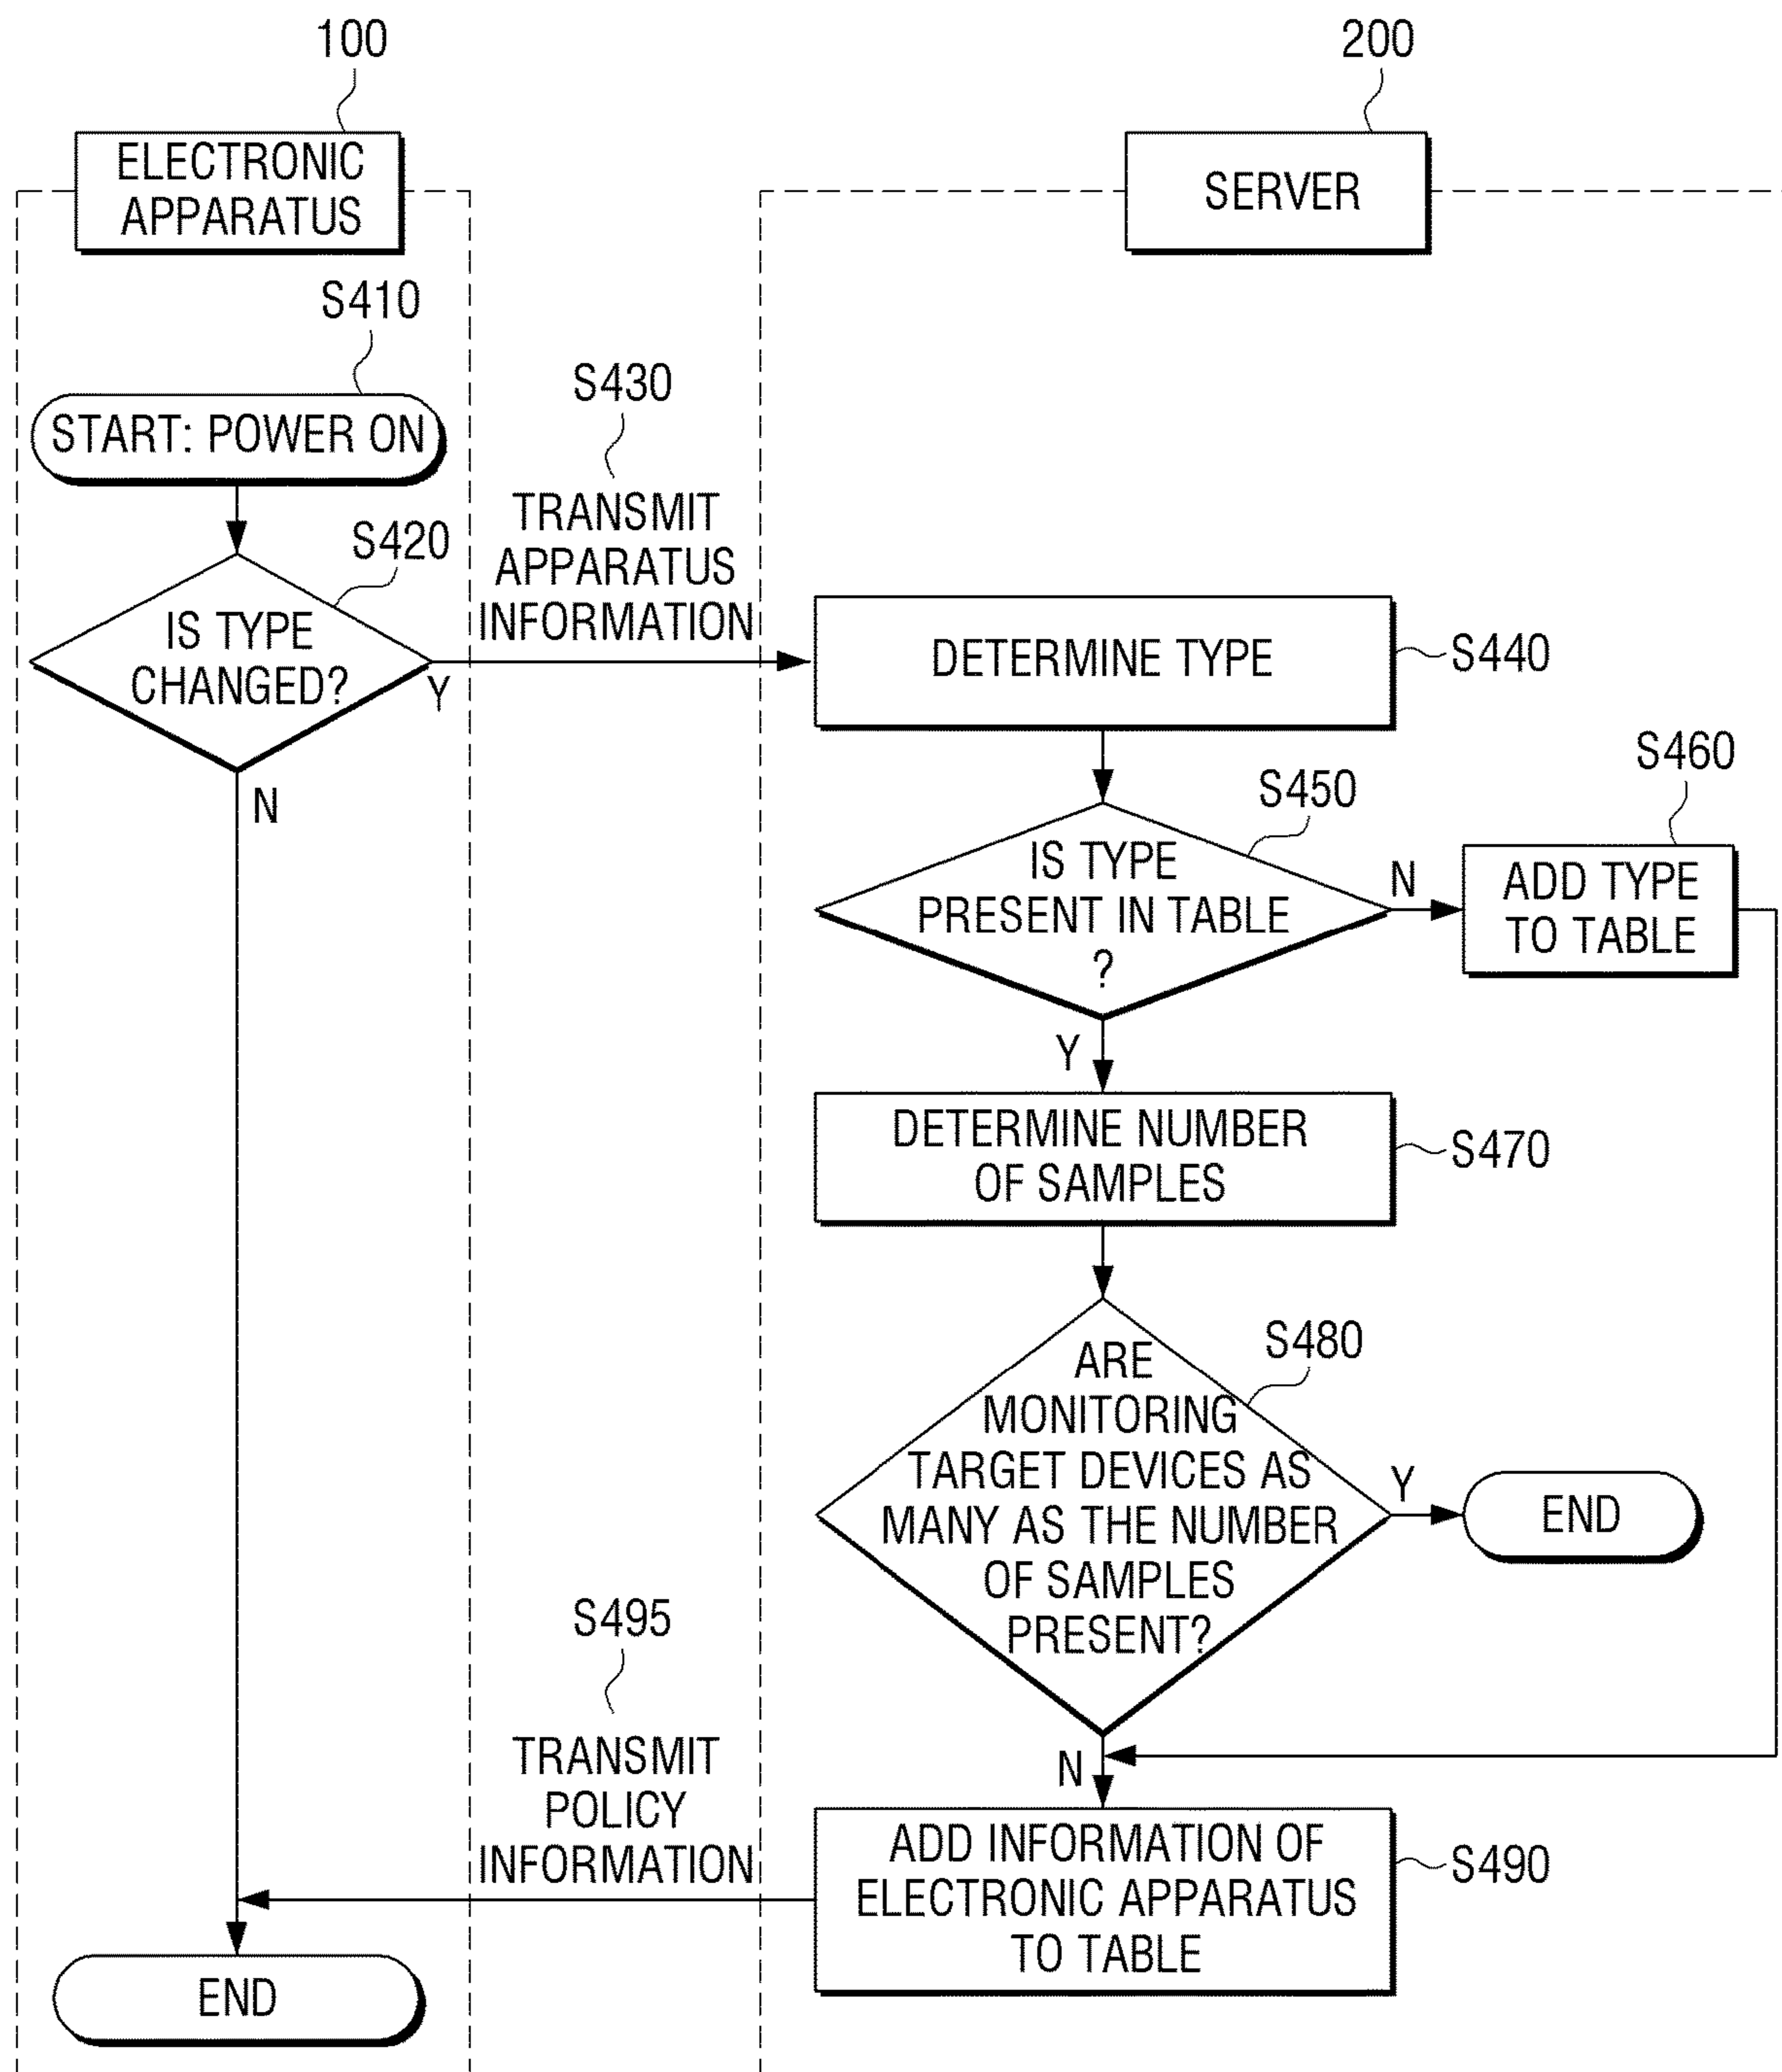 100
200
ELECTRONIC
APPARATUS
SERVER
S410
START: POWER ON
S420
IS TYPE
CHANGED?
Y
N
S430
TRANSMIT
APPARATUS
INFORMATION
DETERMINE TYPE
S440
S450
IS TYPE
PRESENT IN TABLE
?
N
Y
S460
ADD TYPE
TO TABLE
DETERMINE NUMBER
OF SAMPLES
S470
S480
ARE
MONITORING
TARGET DEVICES AS
MANY AS THE NUMBER
OF SAMPLES
PRESENT?
Y
END
N
S495
TRANSMIT
POLICY
INFORMATION
ADD INFORMATION OF
ELECTRONIC APPARATUS
TO TABLE
S490
END